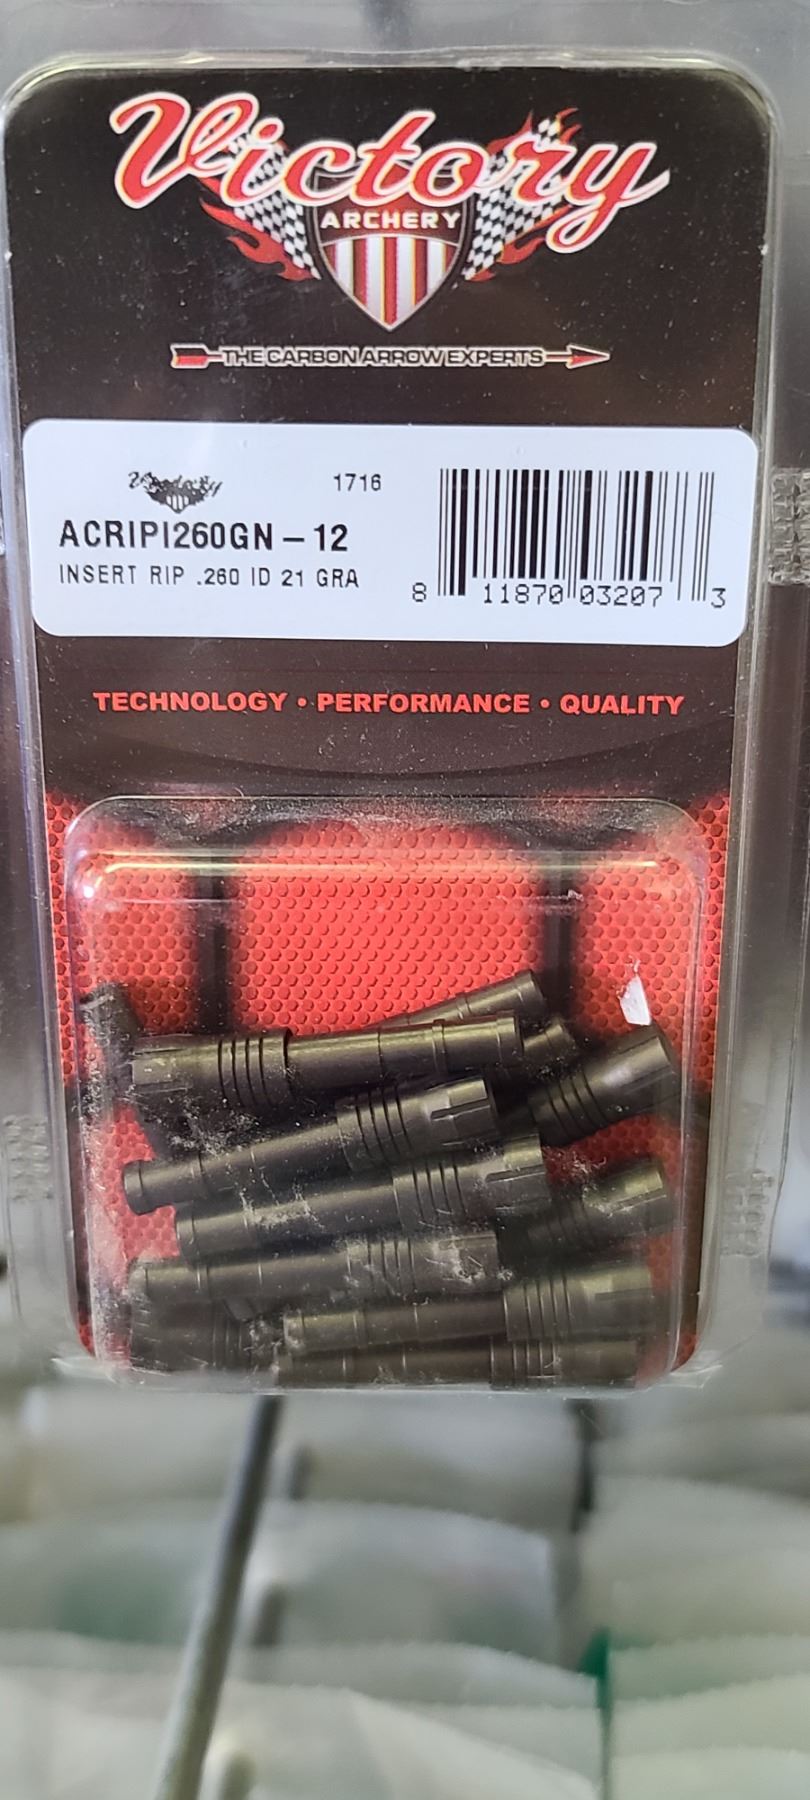 Victory
ARCHERY
THE CARBON ARROW EXPERTS
1716
ACRIPI260GN-12
INSERT RIP .260 ID 21 GRA
8 11870 03207 3
TECHNOLOGY • PERFORMANCE • QUALITY